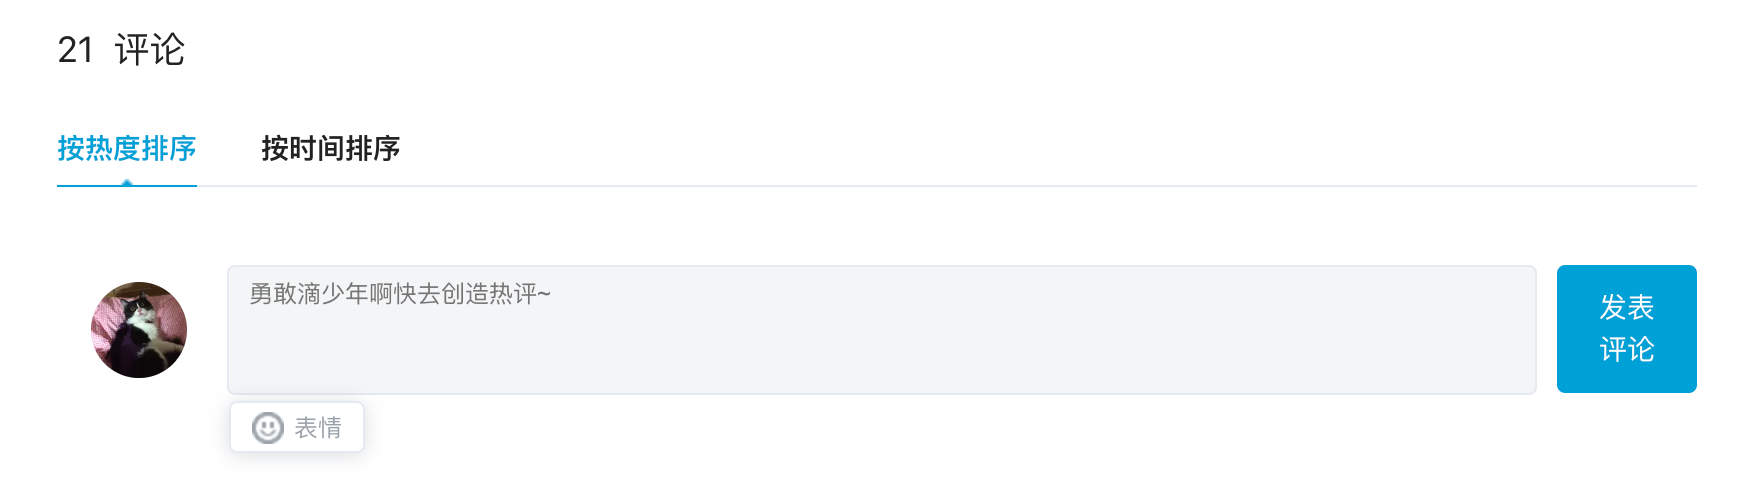 21 评论
按热度排序 按时间排序
勇敢滴少年啊快去创造热评~
发表
评论
表情